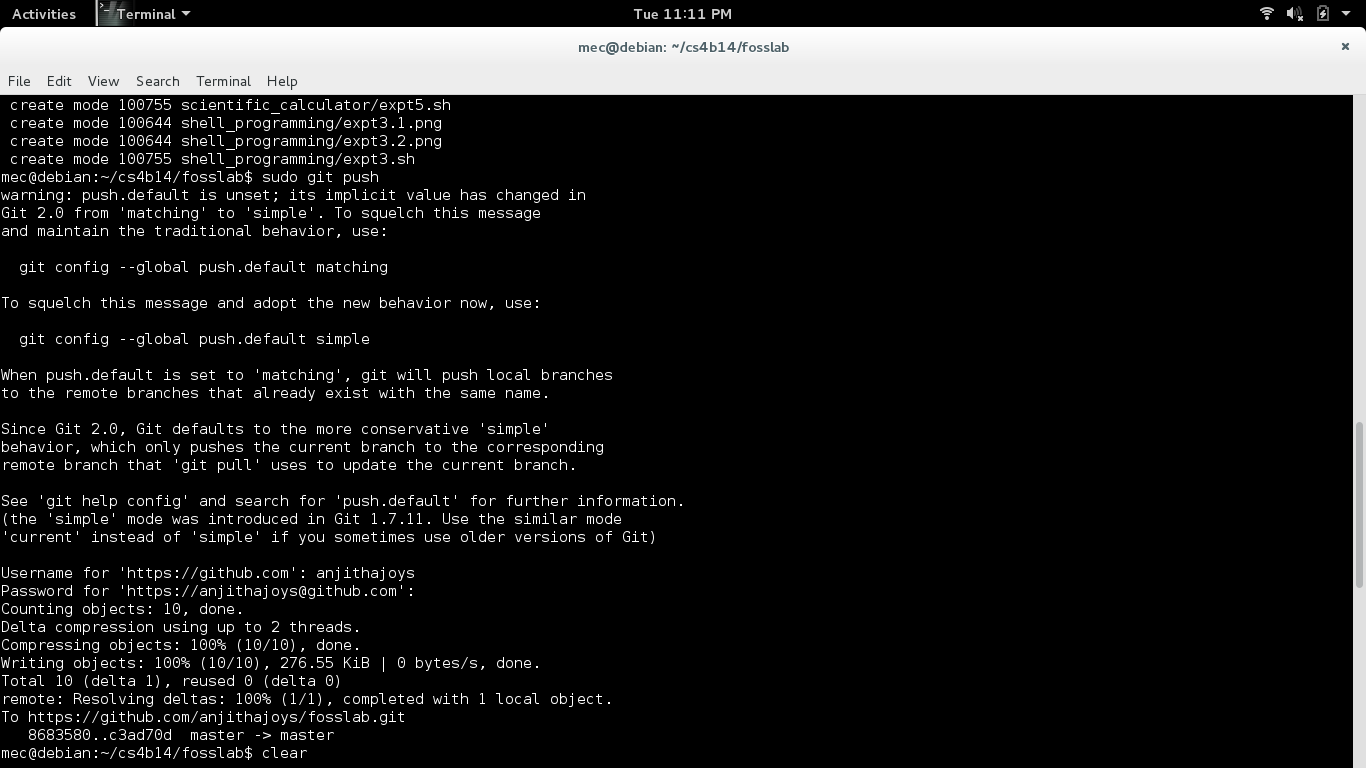 Activities
Terminal
Tue 11:11 PM
mec@debian: ~/cs4b14/fosslab
File Edit View Search Terminal Help
 create mode 100755 scientific_calculator/expt5.sh
 create mode 100644 shell_programming/expt3.1.png
 create mode 100644 shell_programming/expt3.2.png
 create mode 100755 shell_programming/expt3.sh
mec@debian:~/cs4b14/fosslab$ sudo git push
warning: push.default is unset; its implicit value has changed in
Git 2.0 from 'matching' to 'simple'. To squelch this message
and maintain the traditional behavior, use:
  git config --global push.default matching
To squelch this message and adopt the new behavior now, use:
  git config --global push.default simple
When push.default is set to 'matching', git will push local branches
to the remote branches that already exist with the same name.
Since Git 2.0, Git defaults to the more conservative 'simple'
behavior, which only pushes the current branch to the corresponding
remote branch that 'git pull' uses to update the current branch.
See 'git help config' and search for 'push.default' for further information.
(the 'simple' mode was introduced in Git 1.7.11. Use the similar mode
'current' instead of 'simple' if you sometimes use older versions of Git)
Username for 'https://github.com': anjithajoys
Password for 'https://anjithajoys@github.com':
Counting objects: 10, done.
Delta compression using up to 2 threads.
Compressing objects: 100% (10/10), done.
Writing objects: 100% (10/10), 276.55 KiB | 0 bytes/s, done.
Total 10 (delta 1), reused 0 (delta 0)
remote: Resolving deltas: 100% (1/1), completed with 1 local object.
To https://github.com/anjithajoys/fosslab.git
   8683580..c3ad70d  master -> master
mec@debian:~/cs4b14/fosslab$ clear